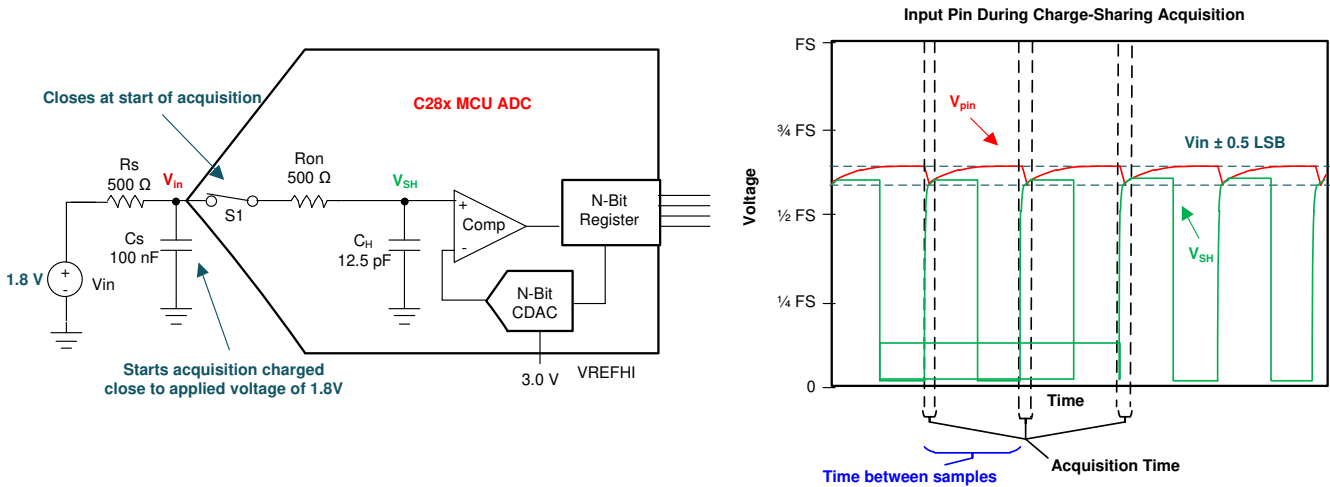 Closes at start of acquisition
C28x MCU ADC
Rs
500 Ω
Vin
S1
Ron
500 Ω
VSH
Cs
100 nF
CH
12.5 pF
+
-
Comp
N-Bit
Register
N-Bit
CDAC
1.8 V
+
-
Vin
Starts acquisition charged
close to applied voltage of 1.8V
3.0 V
VREFHI
Input Pin During Charge-Sharing Acquisition
FS
¾ FS
½ FS
¼ FS
0
Voltage
Vpin
Vin ± 0.5 LSB
VSH
Time
Time between samples
Acquisition Time